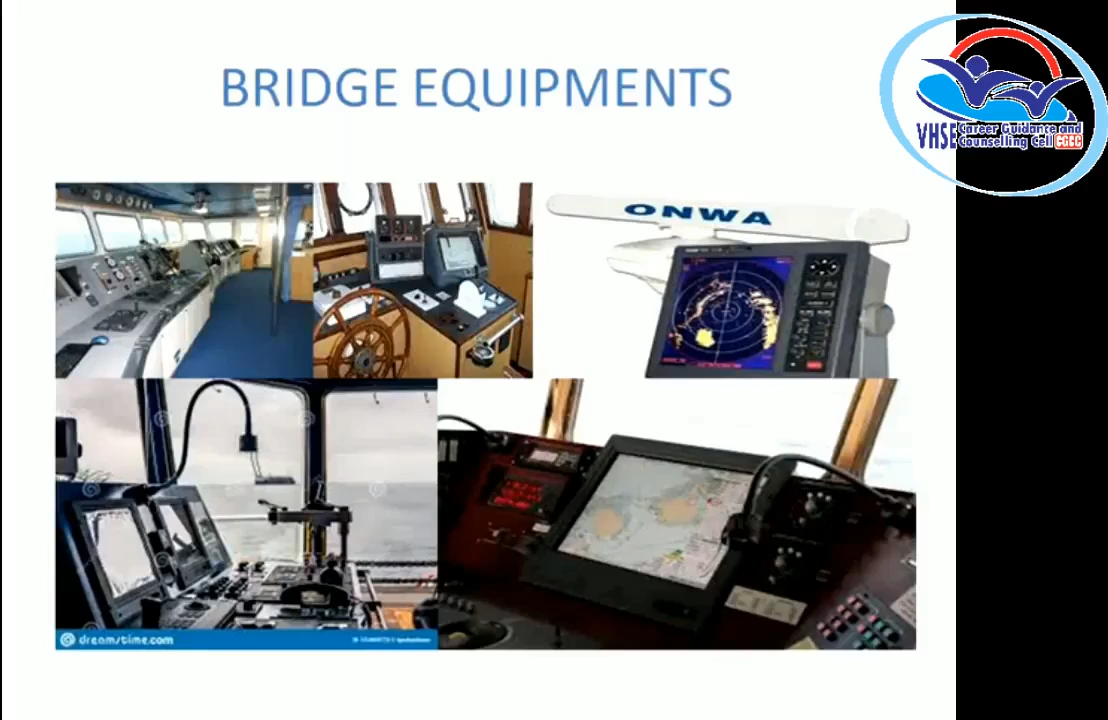 BRIDGE EQUIPMENTS
VHSE Career Guidance and
Counselling Cell CGCC
ONWA
dreamstime.com